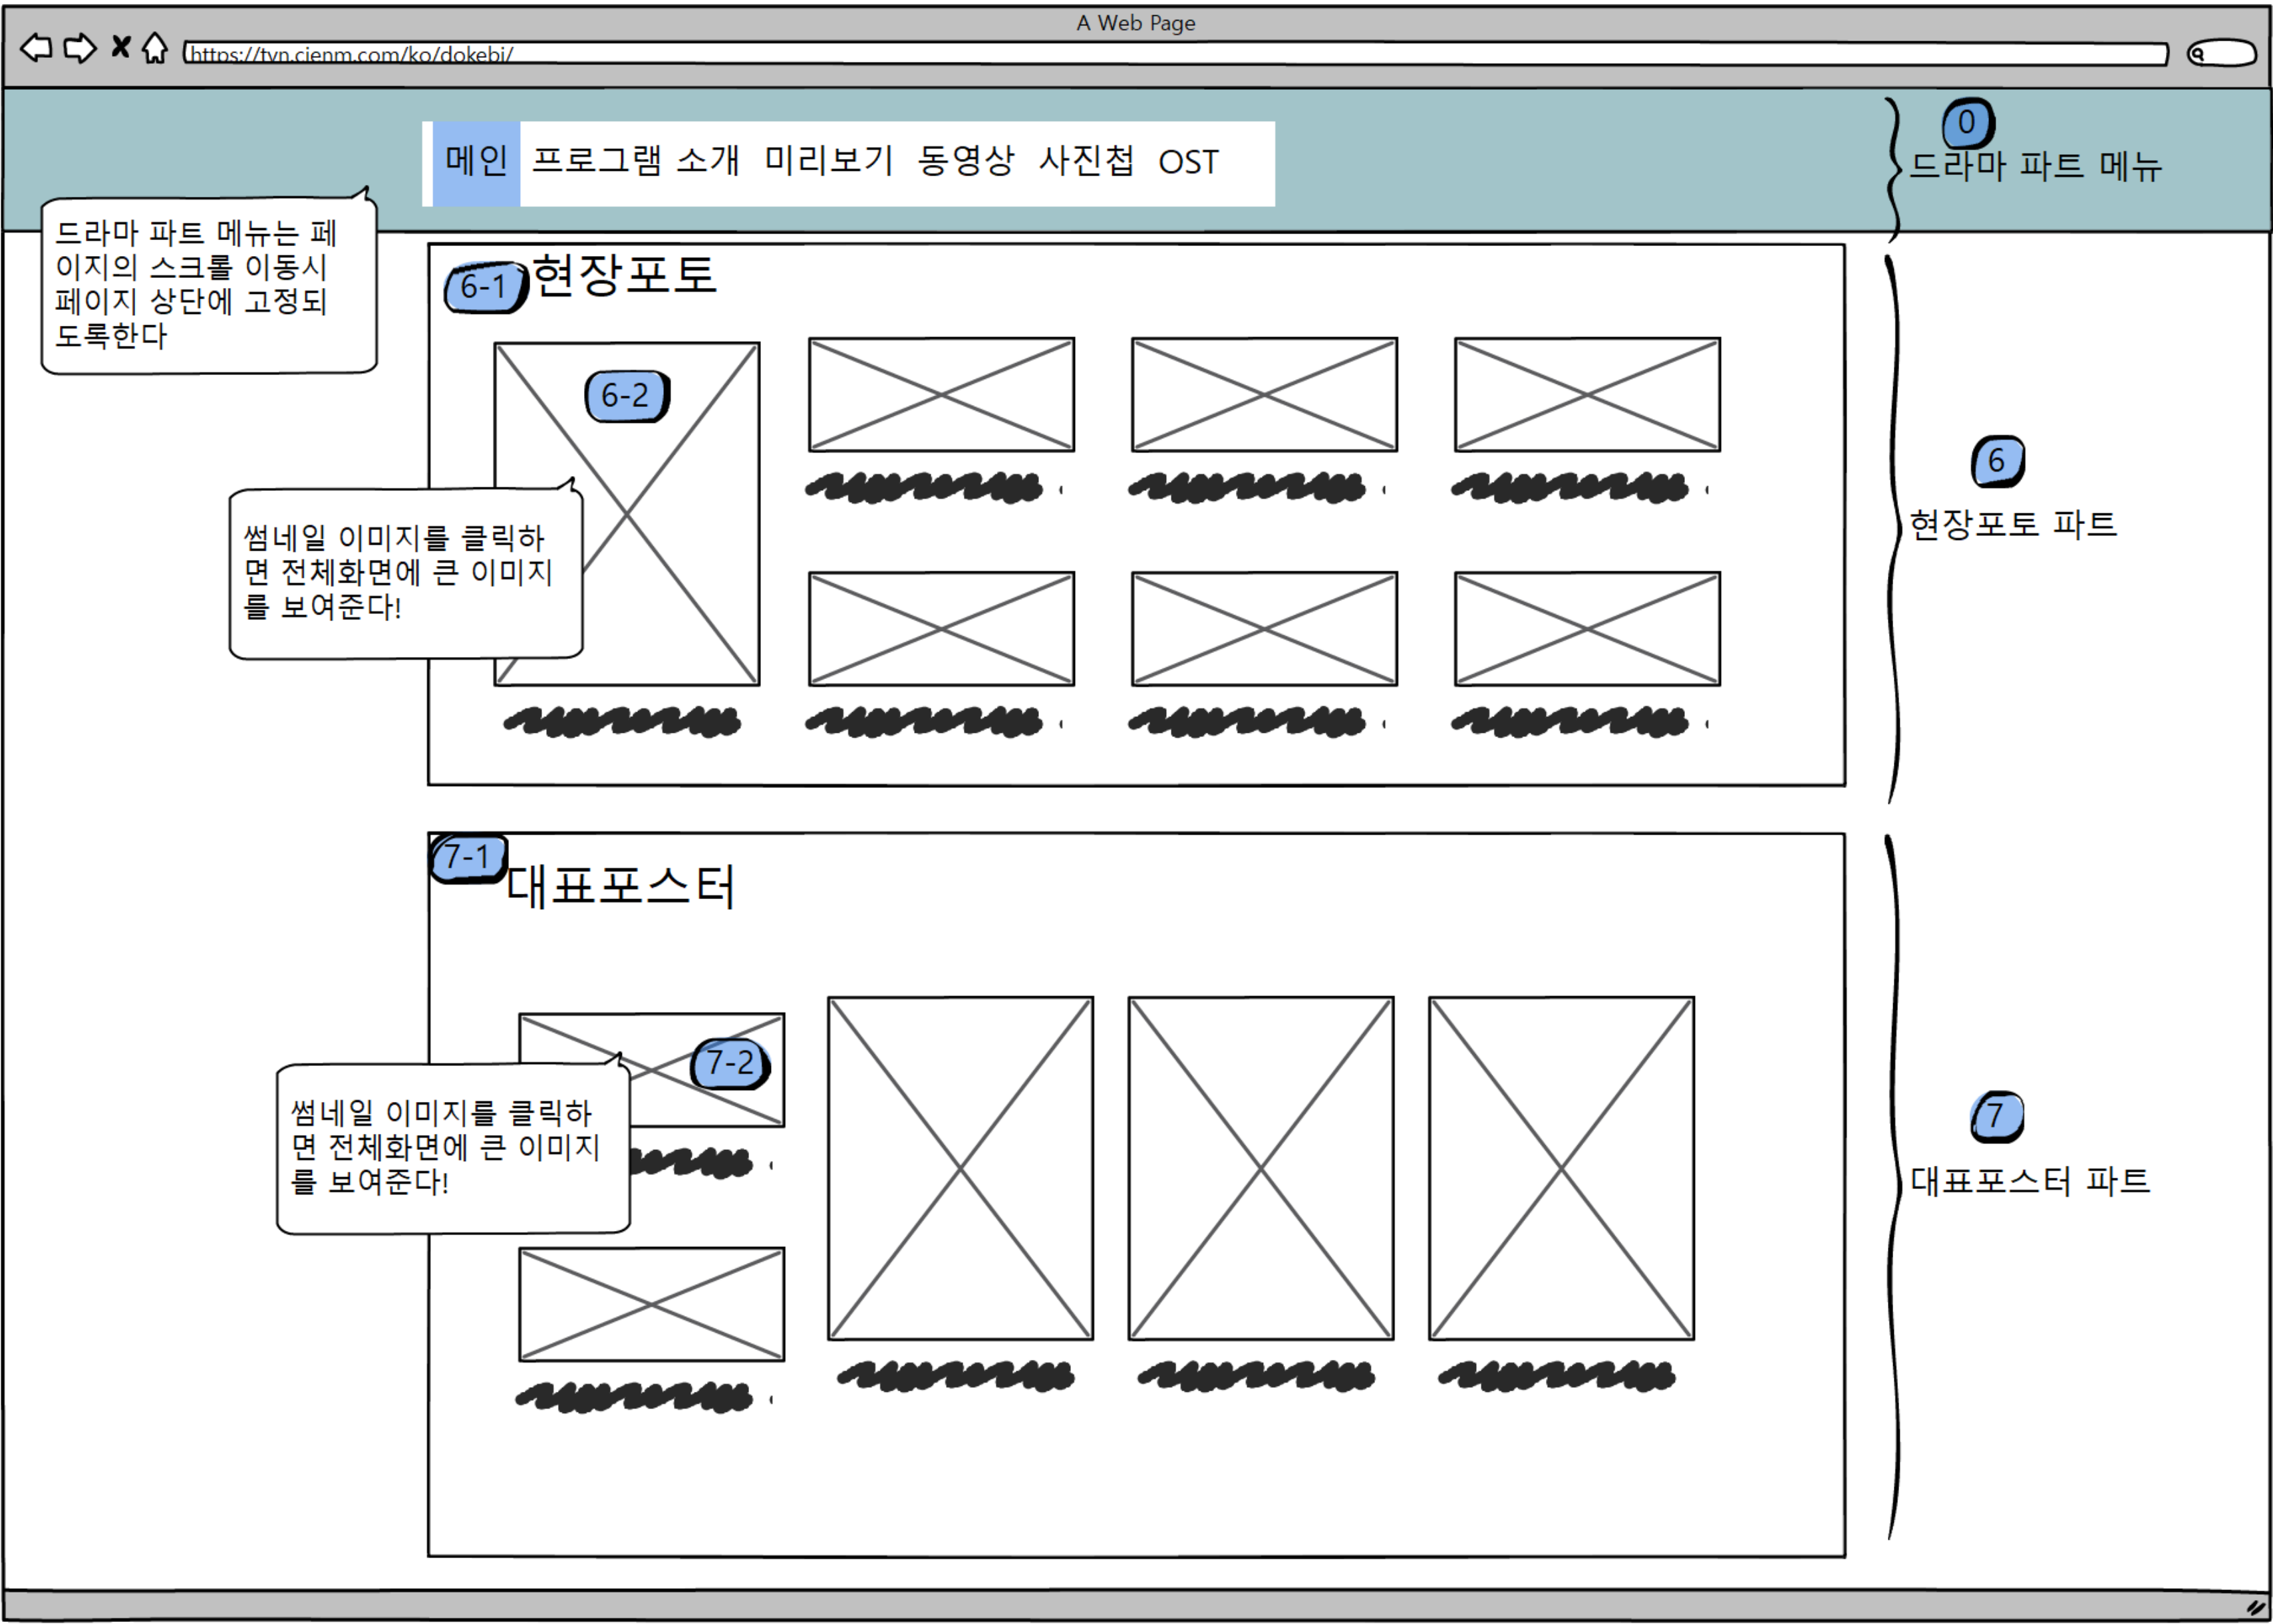 A Web Page
https://tvn.cjenm.com/ko/dokebi/
메인 프로그램 소개 미리보기 동영상 사진첩 OST
0
드라마 파트 메뉴
드라마 파트 메뉴는 페
이지의 스크롤 이동시
페이지 상단에 고정되
도록한다
6-1
현장포토
6-2
썸네일 이미지를 클릭하
면 전체화면에 큰 이미지
를 보여준다!
6
현장포토 파트
7-1
대표포스터
7-2
썸네일 이미지를 클릭하
면 전체화면에 큰 이미지
를 보여준다!
7
대표포스터 파트